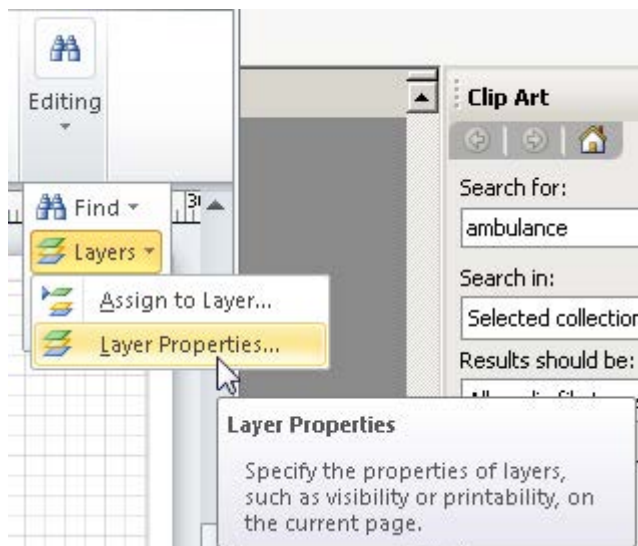 Editing
Find
Layers
Assign to Layer...
Layer Properties...
Layer Properties
Specify the properties of layers,
such as visibility or printability, on
the current page.
Clip Art
Search for:
ambulance
Search in:
Selected collection
Results should be: